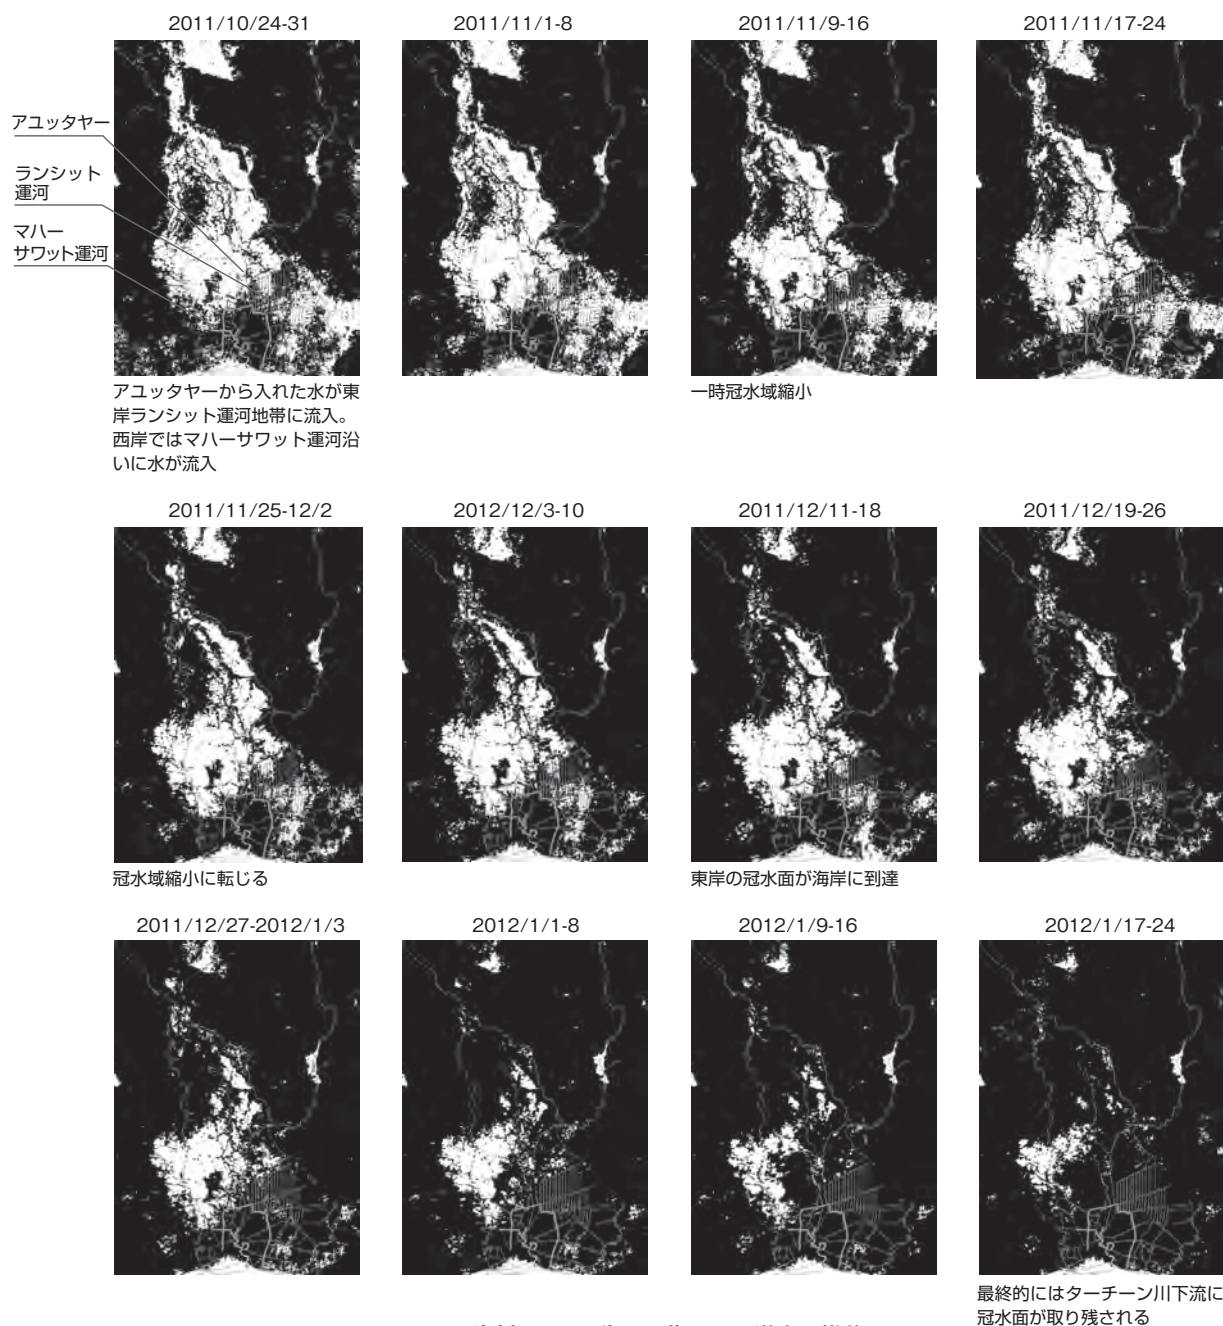 2011/10/24-31
2011/11/1-8
2011/11/9-16
2011/11/17-24
アユッタヤー
ランシット
運河
マハー
サワット運河
アユッタヤーから入れた水が東
岸ランシット運河地帯に流入。
西岸ではマハーサワット運河沿
いに水が流入
一時冠水域縮小
2011/11/25-12/2
2012/12/3-10
2011/12/11-18
2011/12/19-26
冠水域縮小に転じる
東岸の冠水面が海岸に到達
2011/12/27-2012/1/3
2012/1/1-8
2012/1/9-16
2012/1/17-24
最終的にはターチーン川下流に
冠水面が取り残される